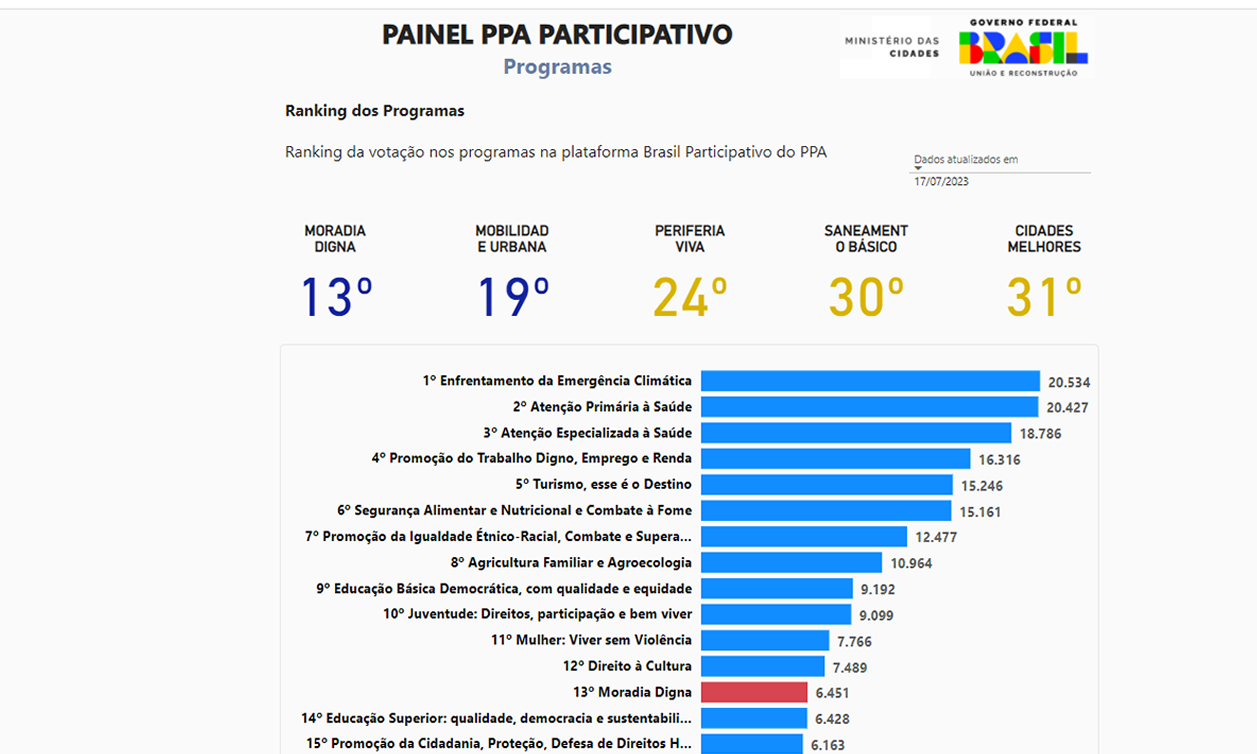 PAINEL PPA PARTICIPATIVO
Programas
MINISTÉRIO DAS
CIDADES
GOVERNO FEDERAL
BRASIL
UNIÃO E RECONSTRUÇÃO
Ranking dos Programas
Ranking da votação nos programas na plataforma Brasil Participativo do PPA
Dados atualizados em
17/07/2023
MORADIA
DIGNA
13º
MOBILIDAD
E URBANA
19º
PERIFERIA
VIVA
24º
SANEAMENT
O BÁSICO
30º
CIDADES
MELHORES
31º
1º Enfrentamento da Emergência Climática 20.534
2º Atenção Primária à Saúde 20.427
3º Atenção Especializada à Saúde 18.786
4º Promoção do Trabalho Digno, Emprego e Renda 16.316
5º Turismo, esse é o Destino 15.246
6º Segurança Alimentar e Nutricional e Combate à Fome 15.161
7º Promoção da Igualdade Étnico-Racial, Combate e Supera... 12.477
8º Agricultura Familiar e Agroecologia 10.964
9º Educação Básica Democrática, com qualidade e equidade 9.192
10º Juventude: Direitos, participação e bem viver 9.099
11º Mulher: Viver sem Violência 7.766
12º Direito à Cultura 7.489
13º Moradia Digna 6.451
14º Educação Superior: qualidade, democracia e sustentabili... 6.428
15º Promoção da Cidadania, Proteção, Defesa de Direitos H... 6.163